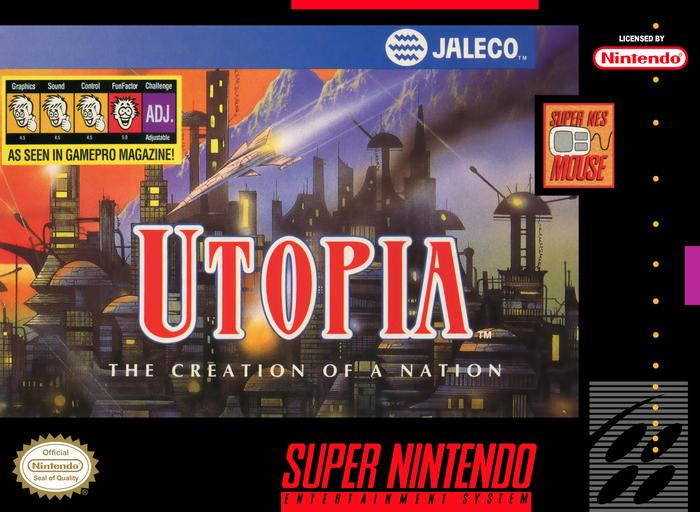 JALECO™
LICENSED BY
Nintendo®
Graphics Sound Control FunFactor Challenge
ADJ.
4.5 4.5 4.5 5.0 Adjustable
AS SEEN IN GAMEPRO MAGAZINE!
SUPER NES
MOUSE
UTOPIA™
THE CREATION OF A NATION
Official
Nintendo
Seal of Quality
®
SUPER NINTENDO
ENTERTAINMENT SYSTEM